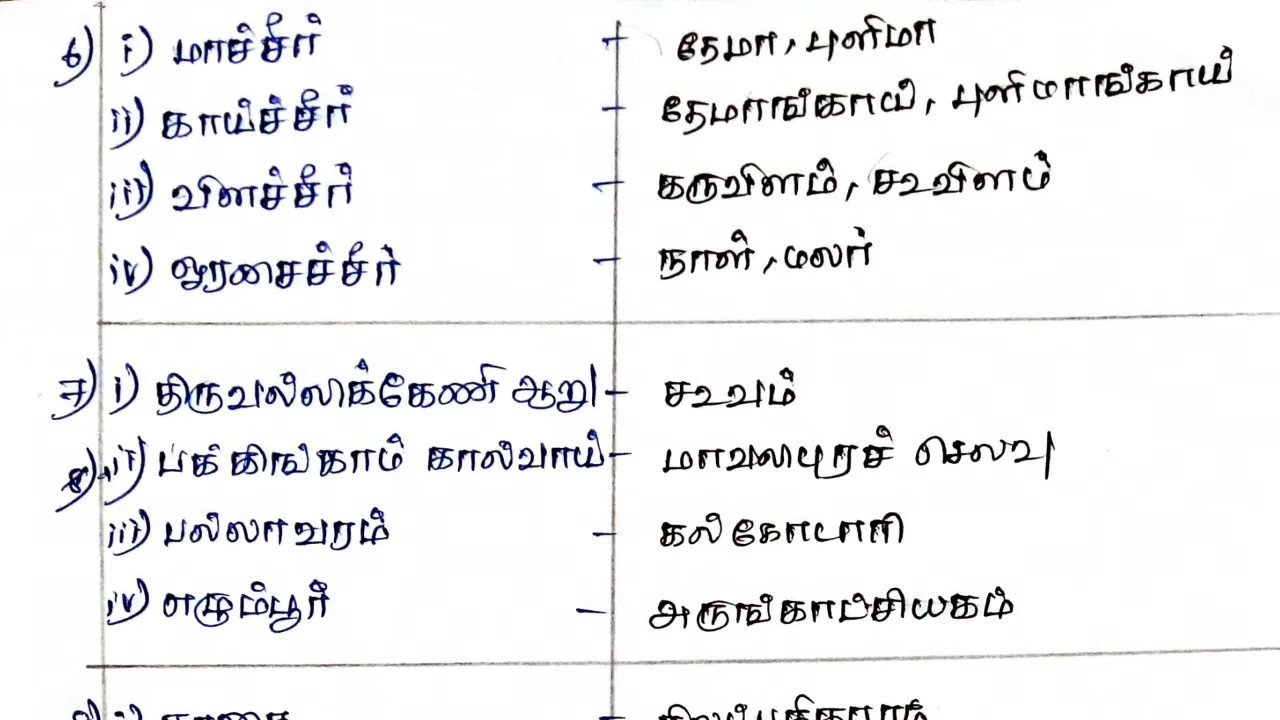 6) i) மாச்சீர் - தேமா, புளிமா
ii) காய்ச்சீர் - தேமாங்காய், புளிமாங்காய்
iii) விளச்சீர் - கருவிளம், கூவிளம்
iv) ஓரசைச்சீர் - நாள், மலர்
7) i) திருவல்லிக்கேணி ஆறு - கூவம்
8) ii) பக்கிங்காம் கால்வாய் - மாவலிபுரச் செலவு
iii) பல்லாவரம் - கல் கோடாளி
iv) எழும்பூர் - அருங்காட்சியகம்